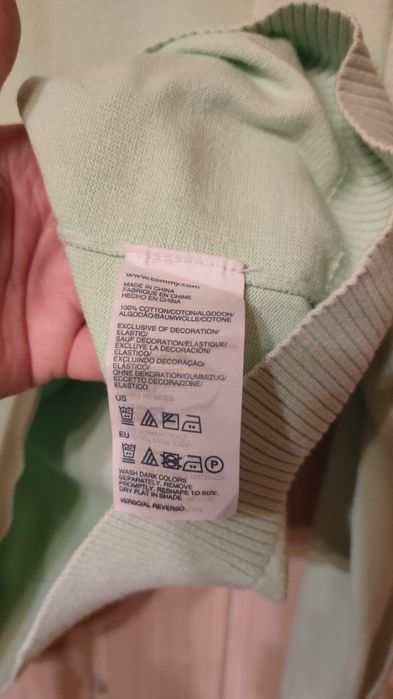 www.tommy.com
MADE IN CHINA
FABRIQUE EN CHINE
HECHO EN CHINA
100% COTTON/COTON/ALGODON/
ALGODÃO/BAUMWOLLE/COTONE
EXCLUSIVE OF DECORATION/
ELASTIC/
SAUF DECORATION/ELASTIQUE/
EXCLUYE LA DECORACION/
ELASTIDO/
EXCLUINDO DECORAÇÃO/
ELÁSTICO/
OHNE DEKORATION/GUMMIZUG/
ECCETTO DECORAZIONE/
ELASTICO
US
EU
P
WASH DARK COLORS
SEPARATELY, REMOVE
PROMPTLY, RESHAPE TO SIZE.
DRY FLAT IN SHADE.
VERSO/AL REVERSO